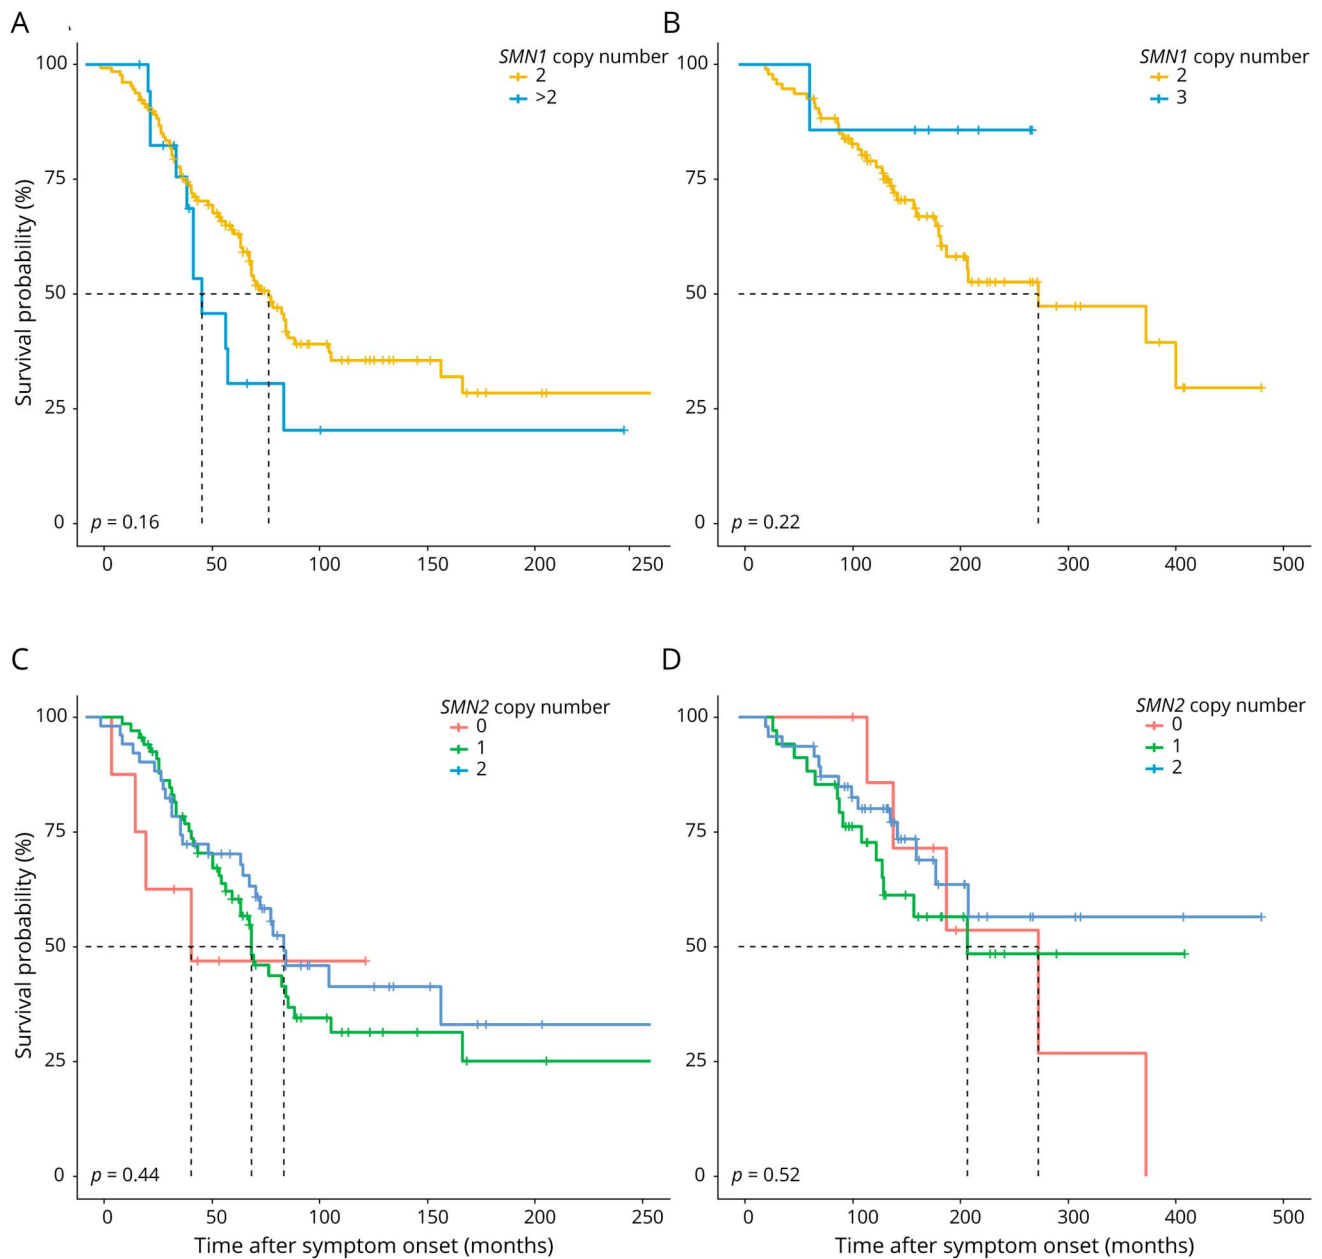 A
SMN1 copy number
2
>2
100
75
50
25
0
Survival probability (%)
p = 0.16
0 50 100 150 200 250
B
SMN1 copy number
2
3
100
75
50
25
0
p = 0.22
0 100 200 300 400 500
C
SMN2 copy number
0
1
2
100
75
50
25
0
Survival probability (%)
p = 0.44
0 50 100 150 200 250
Time after symptom onset (months)
D
SMN2 copy number
0
1
2
100
75
50
25
0
p = 0.52
0 100 200 300 400 500
Time after symptom onset (months)